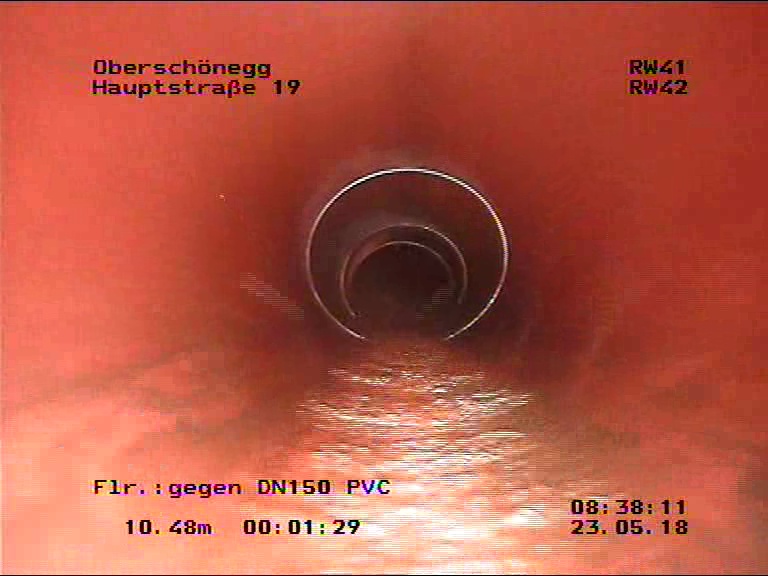 Oberschönegg
Hauptstraße 19
RW41
RW42
Flr.:gegen DN150 PVC
10.48m 00:01:29
08:38:11
23.05.18